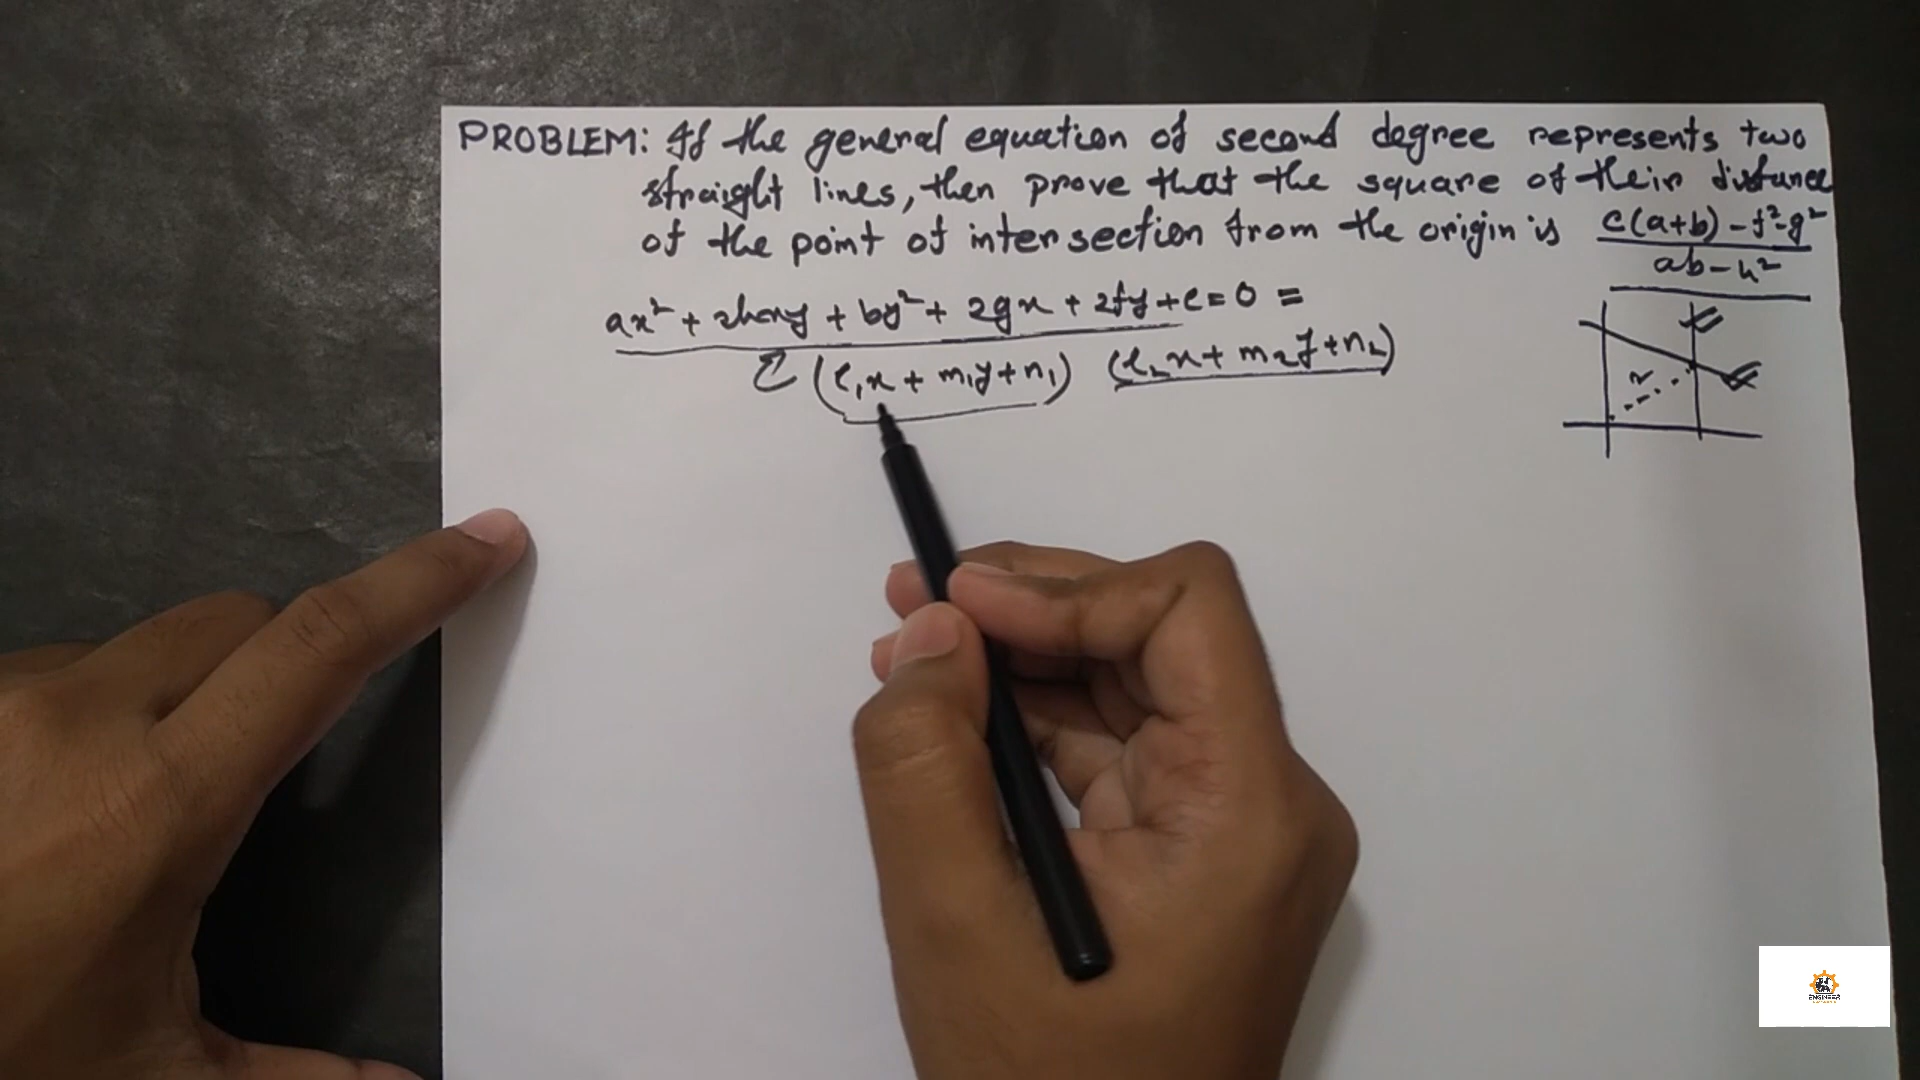 PROBLEM: If the general equation of second degree represents two
straight lines, then prove that the square of their distance
of the point of intersection from the origin is c(a+b) - f² - g² / ab - h²
ax² + 2hxy + by² + 2gx + 2fy + c = 0 =
Σ (l₁x + m₁y + n₁) (l₂x + m₂y + n₂)
r
ENGINEER